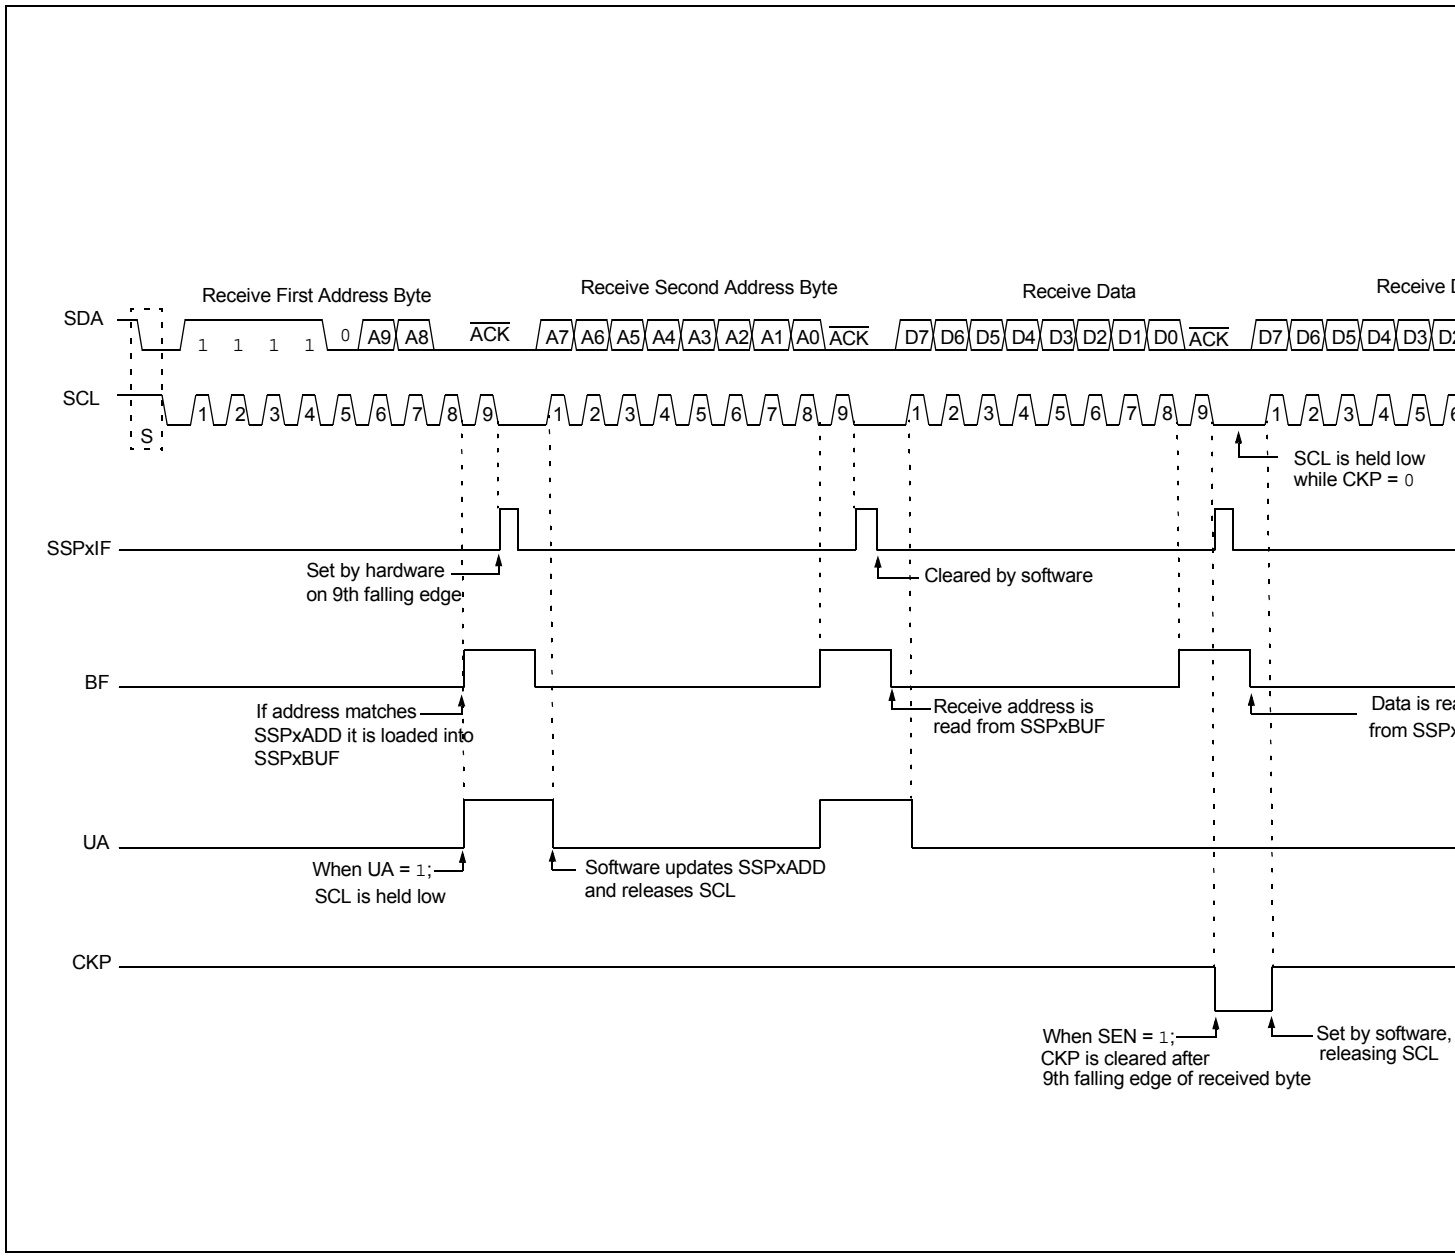 Receive First Address Byte
Receive Second Address Byte
Receive Data
Receive
SDA
1 1 1 1 0 A9 A8 ACK A7 A6 A5 A4 A3 A2 A1 A0 ACK D7 D6 D5 D4 D3 D2 D1 D0 ACK D7 D6 D5 D4 D3
SCL
1 2 3 4 5 6 7 8 9 1 2 3 4 5 6 7 8 9 1 2 3 4 5 6 7 8 9 1 2 3 4 5
S
SCL is held low
while CKP = 0
SSPxIF
Set by hardware
on 9th falling edge
Cleared by software
BF
If address matches
SSPxADD it is loaded into
SSPxBUF
Receive address is
read from SSPxBUF
Data is
from
UA
When UA = 1;
SCL is held low
Software updates SSPxADD
and releases SCL
CKP
When SEN = 1;
CKP is cleared after
9th falling edge of received byte
Set by software,
releasing SCL